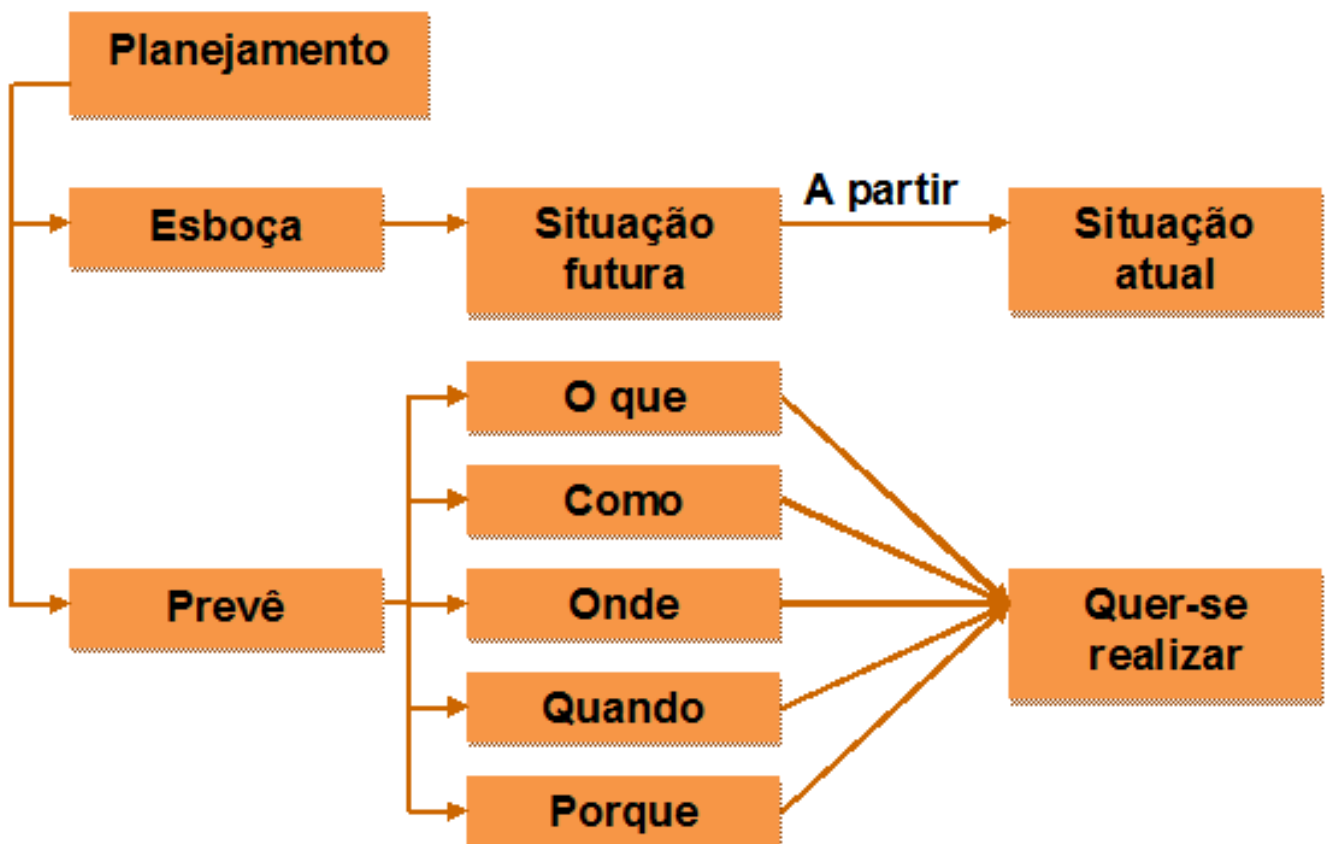 Planejamento
Esboça
Situação
futura
A partir
Situação
atual
O que
Como
Prevê
Onde
Quer-se
realizar
Quando
Porque